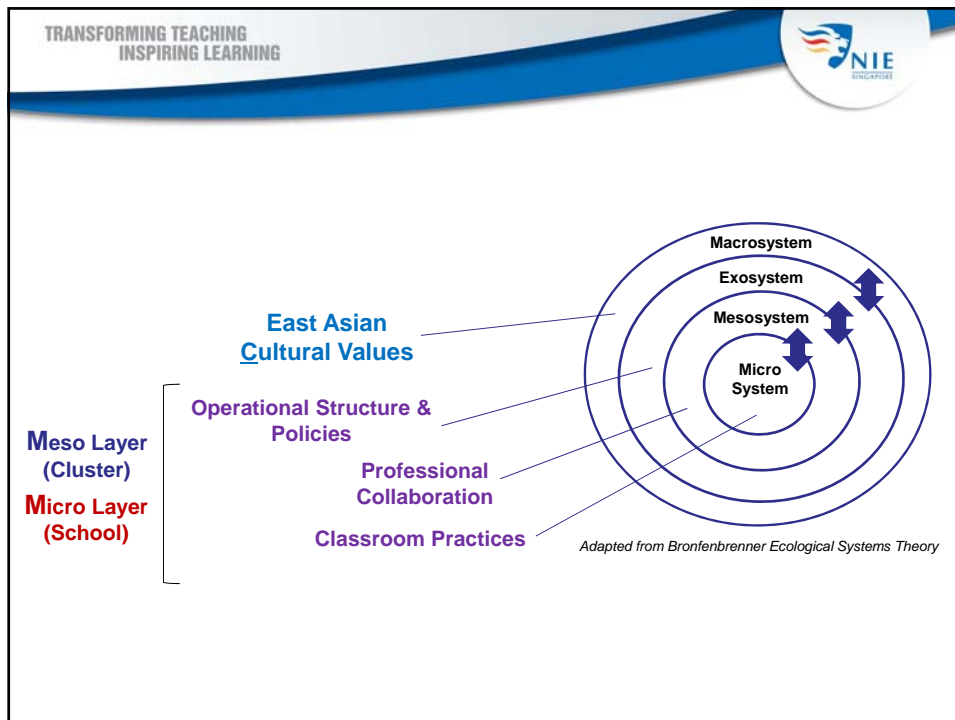 TRANSFORMING TEACHING
INSPIRING LEARNING
NIE
SINGAPORE
Macrosystem
Exosystem
Mesosystem
Micro
System
East Asian
Cultural Values
Operational Structure &
Policies
Professional
Collaboration
Classroom Practices
Meso Layer
(Cluster)
Micro Layer
(School)
Adapted from Bronfenbrenner Ecological Systems Theory